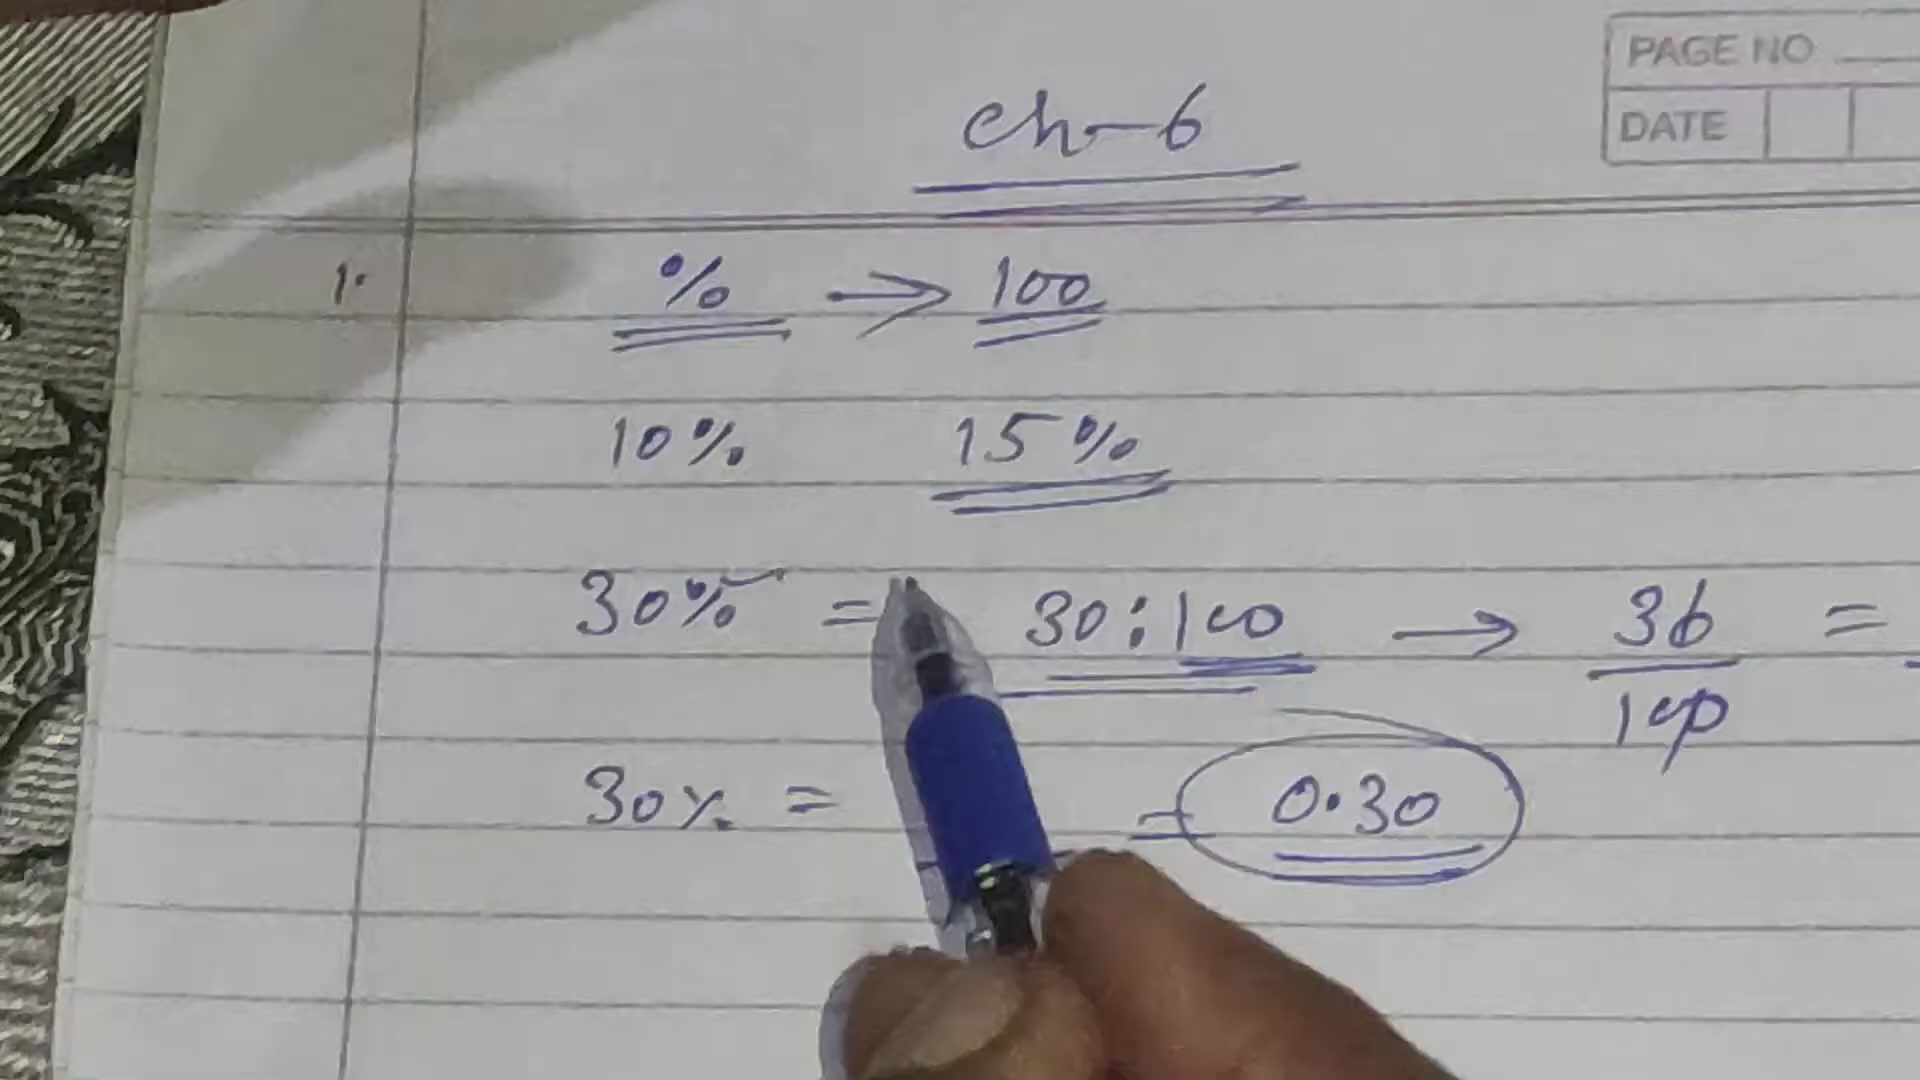 PAGE NO
DATE
ch-6
1. % → 100
10% 15%
30% = 30:100 → 30/100 =
30% = = 0.30